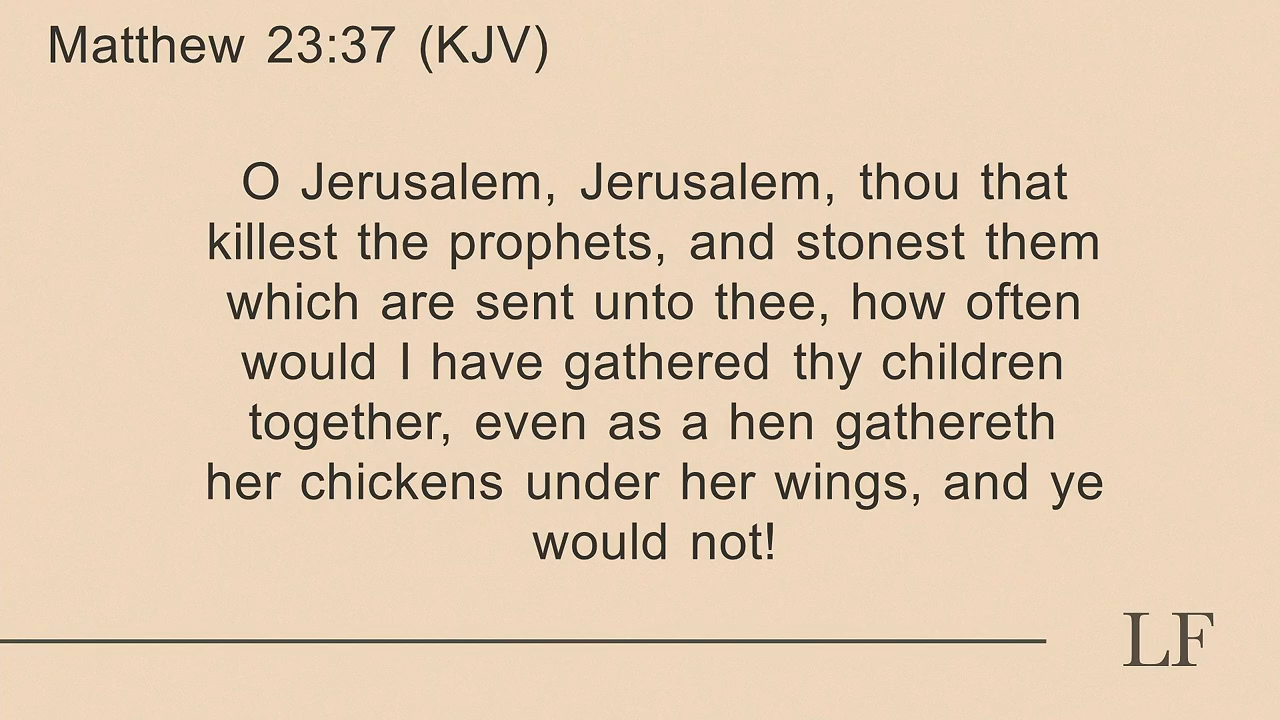 Matthew 23:37 (KJV)
O Jerusalem, Jerusalem, thou that
killest the prophets, and stonest them
which are sent unto thee, how often
would I have gathered thy children
together, even as a hen gathereth
her chickens under her wings, and ye
would not!
LF